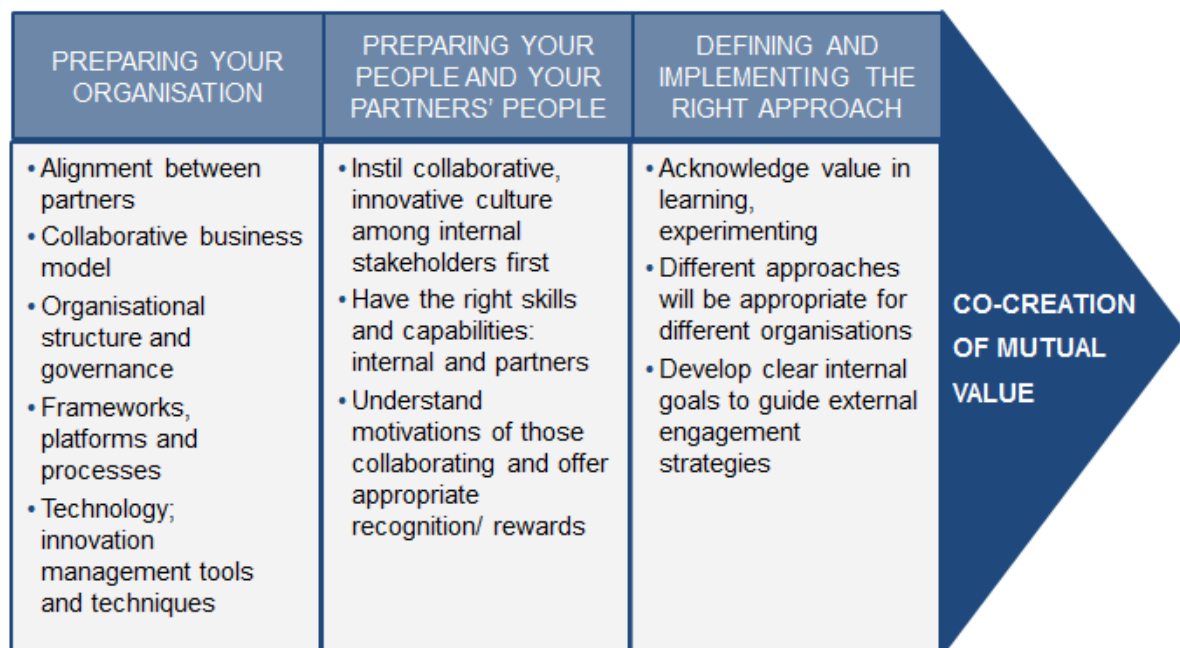 PREPARING YOUR
ORGANISATION
• Alignment between
partners
• Collaborative business
model
• Organisational
structure and
governance
• Frameworks,
platforms and
processes
• Technology;
innovation
management tools
and techniques
PREPARING YOUR
PEOPLE AND YOUR
PARTNERS' PEOPLE
• Instil collaborative,
innovative culture
among internal
stakeholders first
• Have the right skills
and capabilities:
internal and partners
• Understand
motivations of those
collaborating and offer
appropriate
recognition/ rewards
DEFINING AND
IMPLEMENTING THE
RIGHT APPROACH
• Acknowledge value in
learning,
experimenting
• Different approaches
will be appropriate for
different organisations
• Develop clear internal
goals to guide external
engagement
strategies
CO-CREATION
OF MUTUAL
VALUE